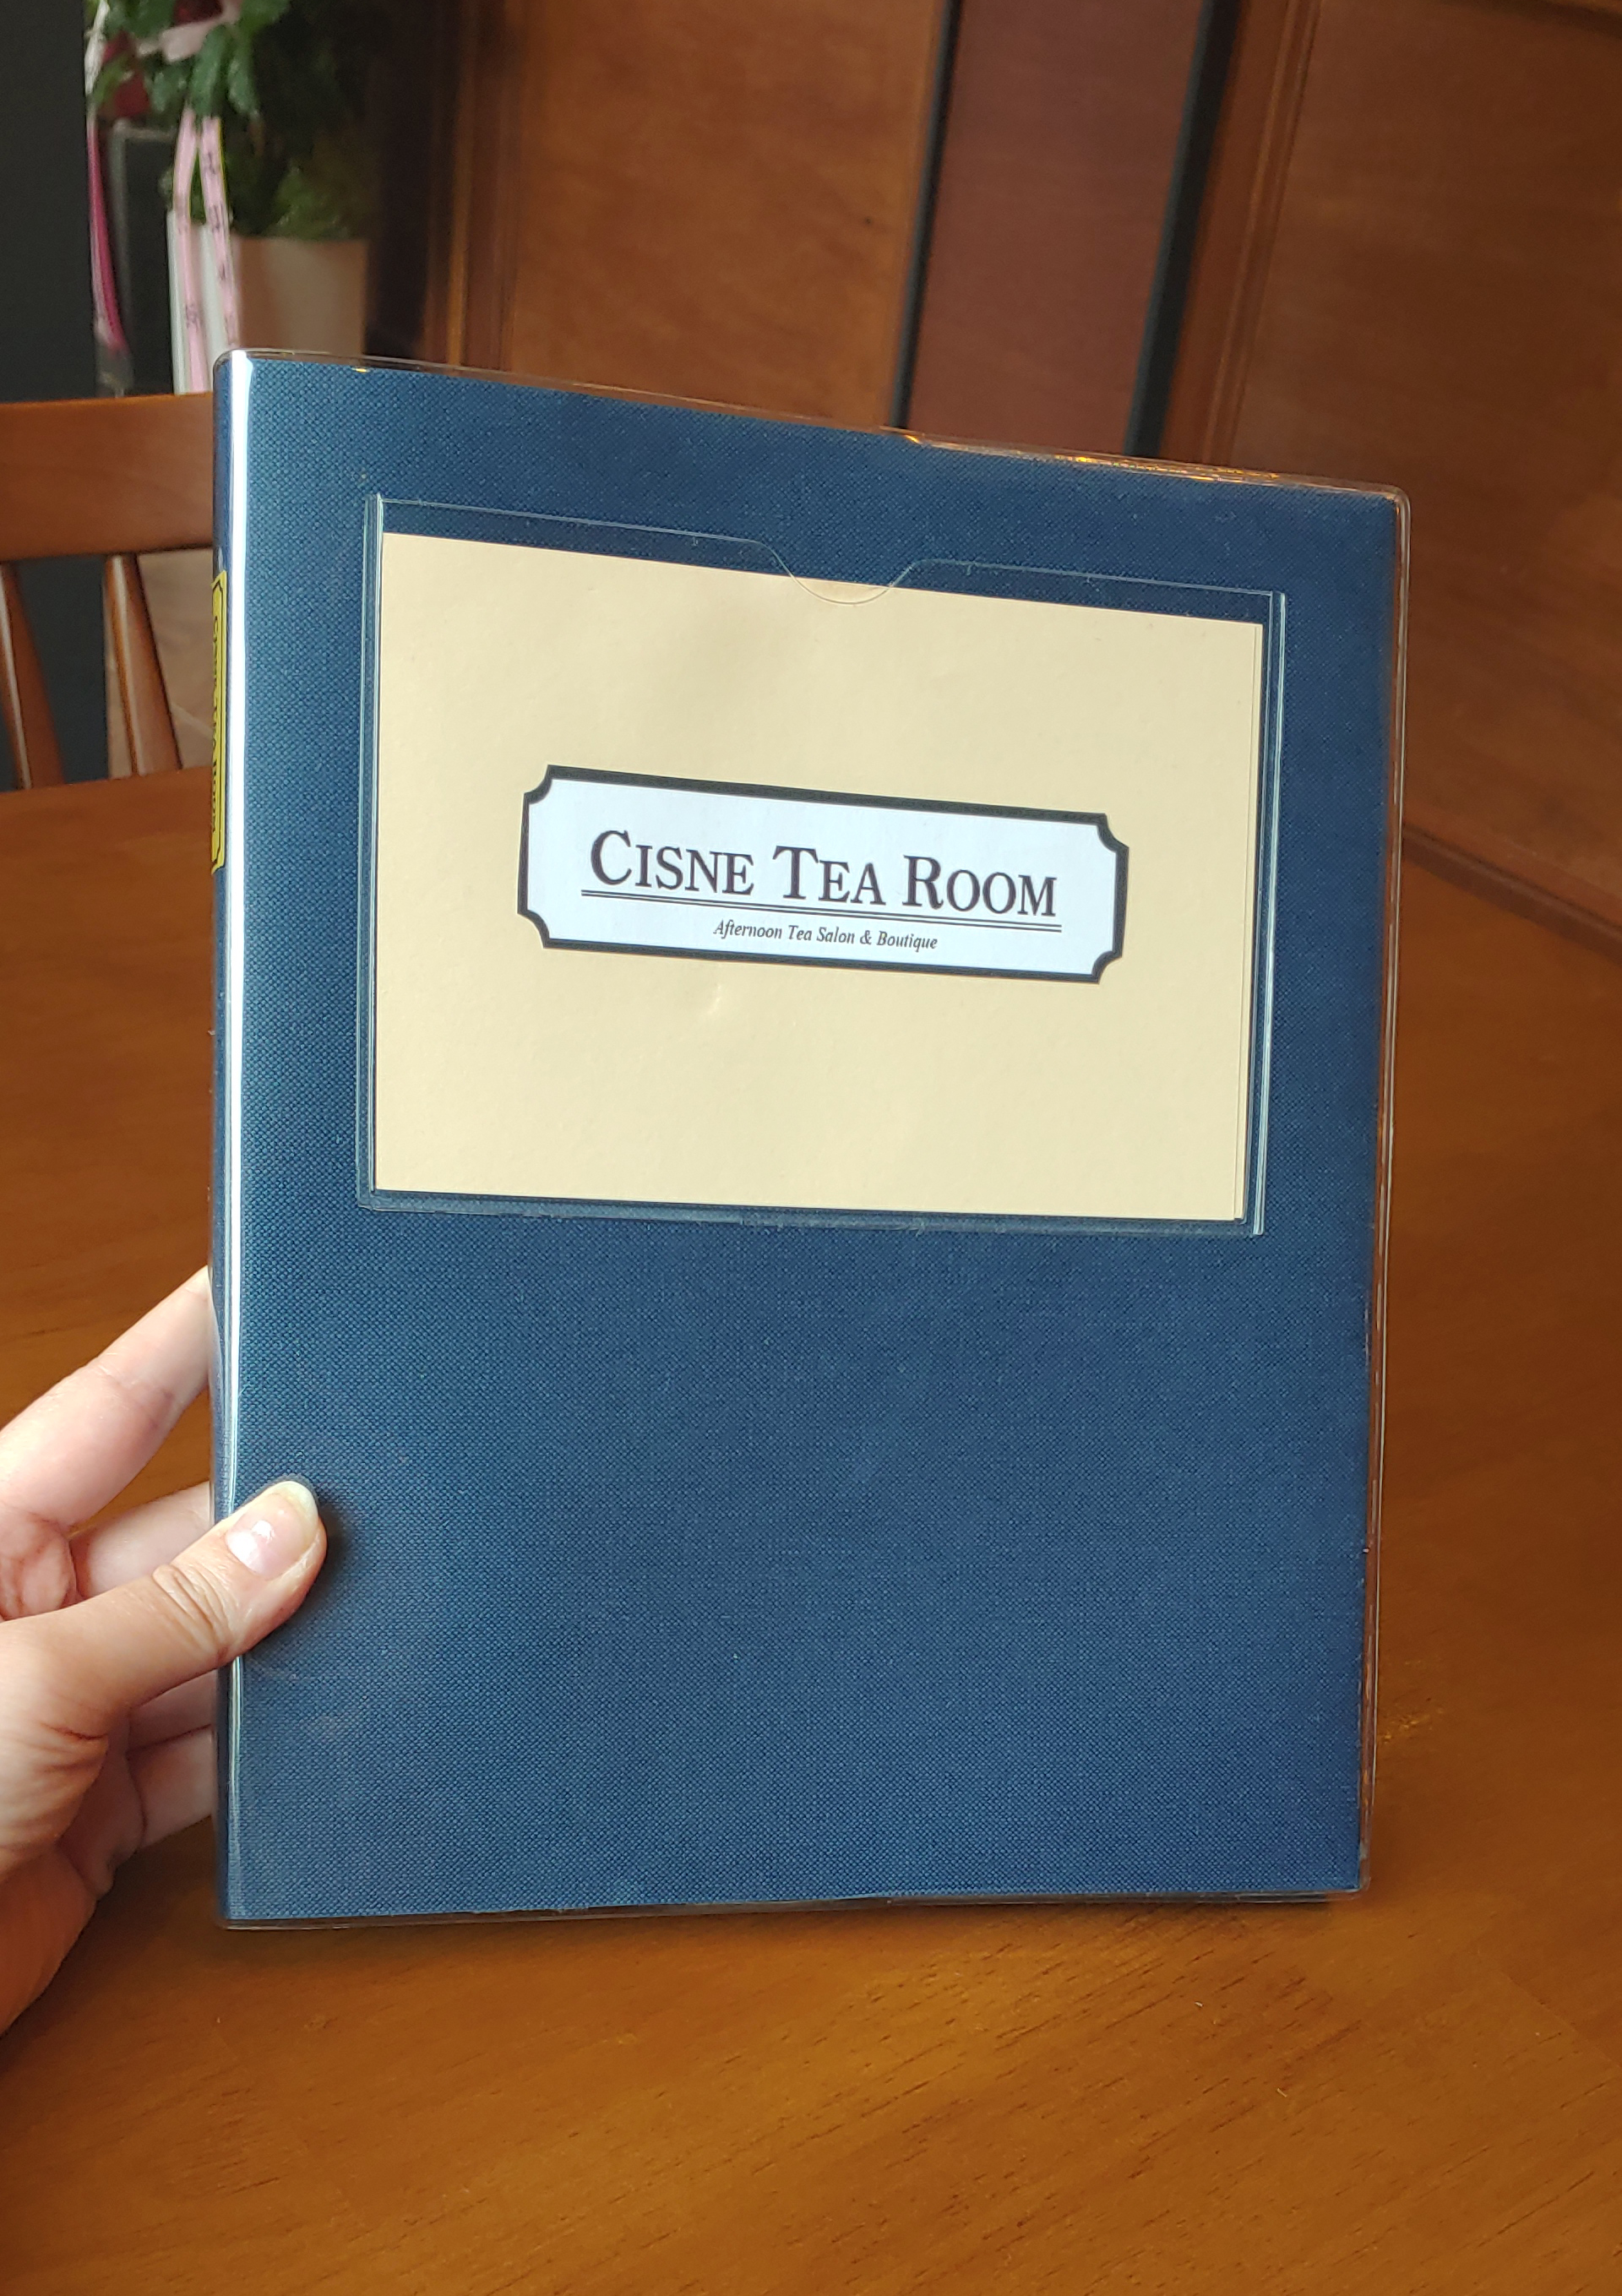 CISNE TEA ROOM
Afternoon Tea Salon & Boutique